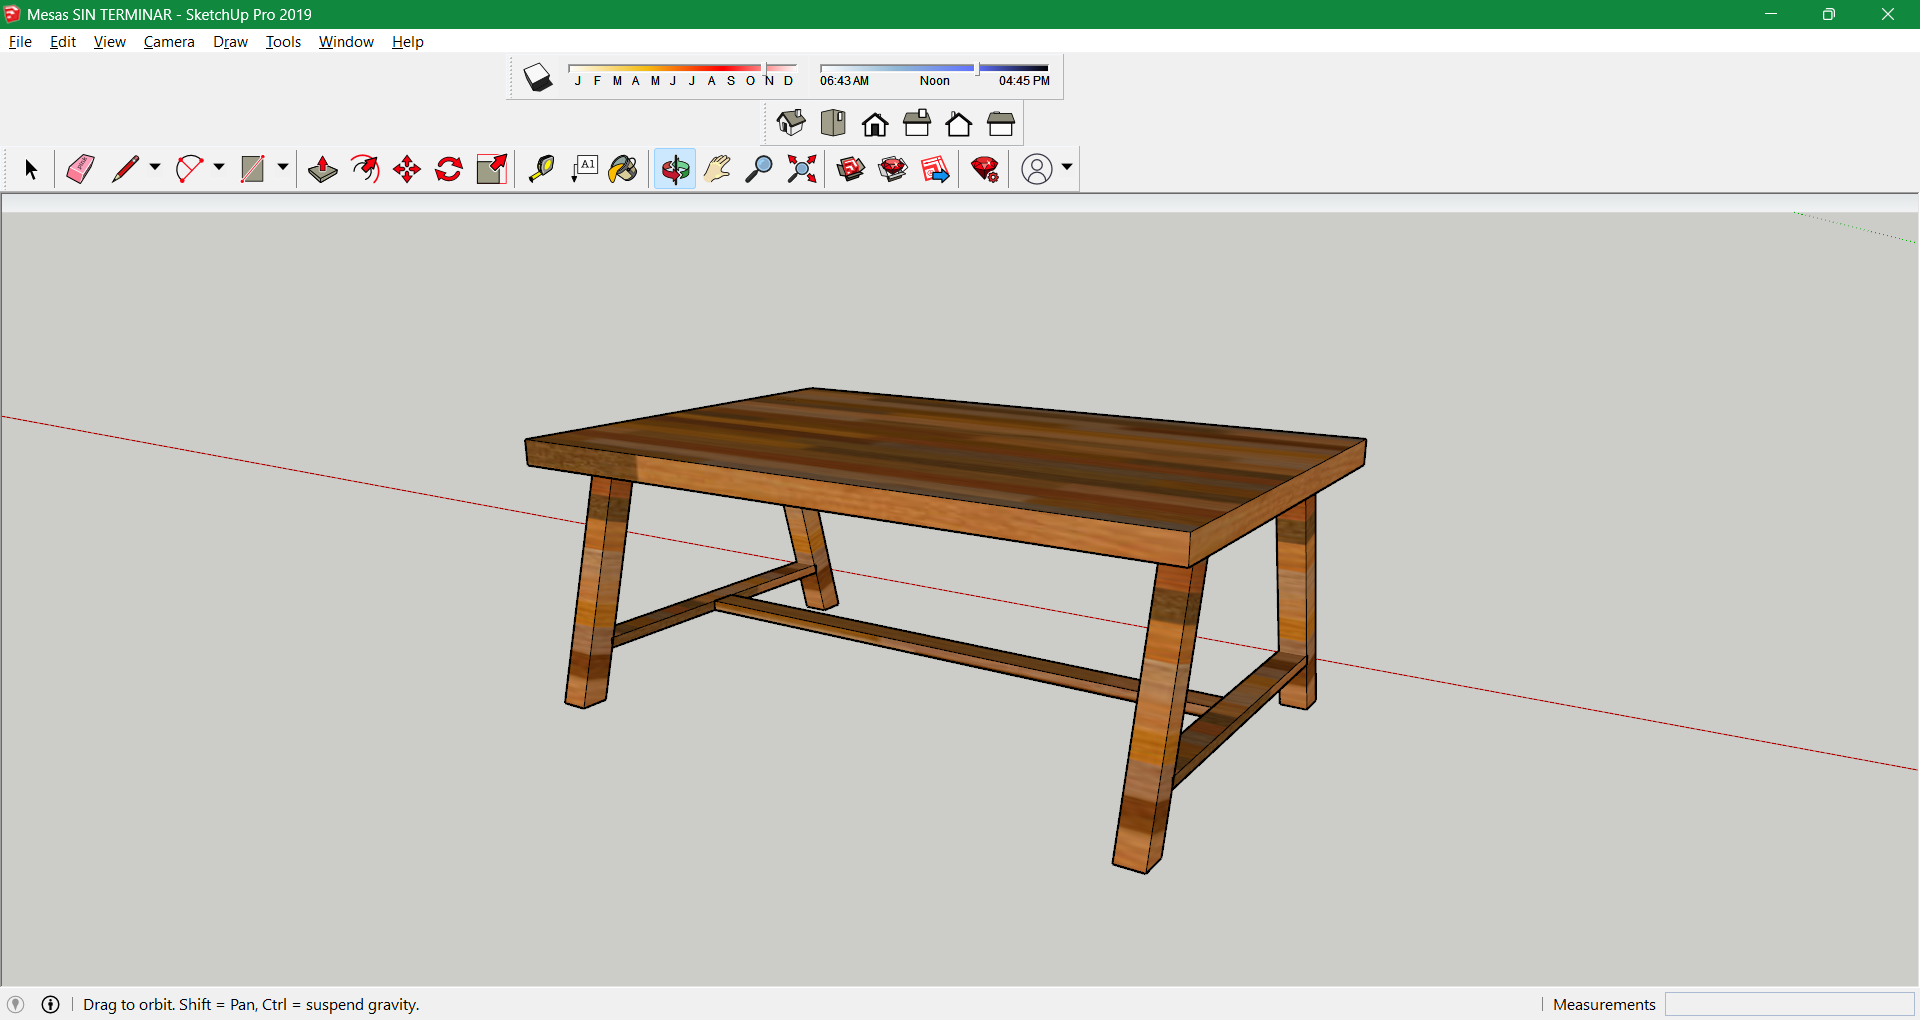 Mesas SIN TERMINAR - SketchUp Pro 2019
File Edit View Camera Draw Tools Window Help
J F M A M J J A S O N D
06:43 AM Noon 04:45 PM
A1
Drag to orbit. Shift = Pan, Ctrl = suspend gravity.
Measurements